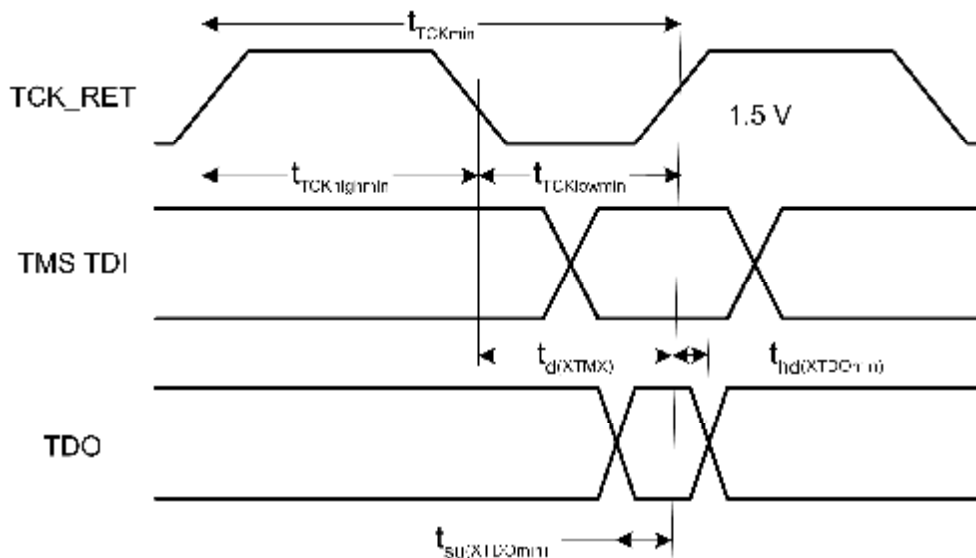 tTCKmin
TCK_RET
1.5 V
tTCKhighmin
tTCKlowmin
TMS TDI
td(XTMX)
thd(XTDOmin)
TDO
tsu(XTDOmin)